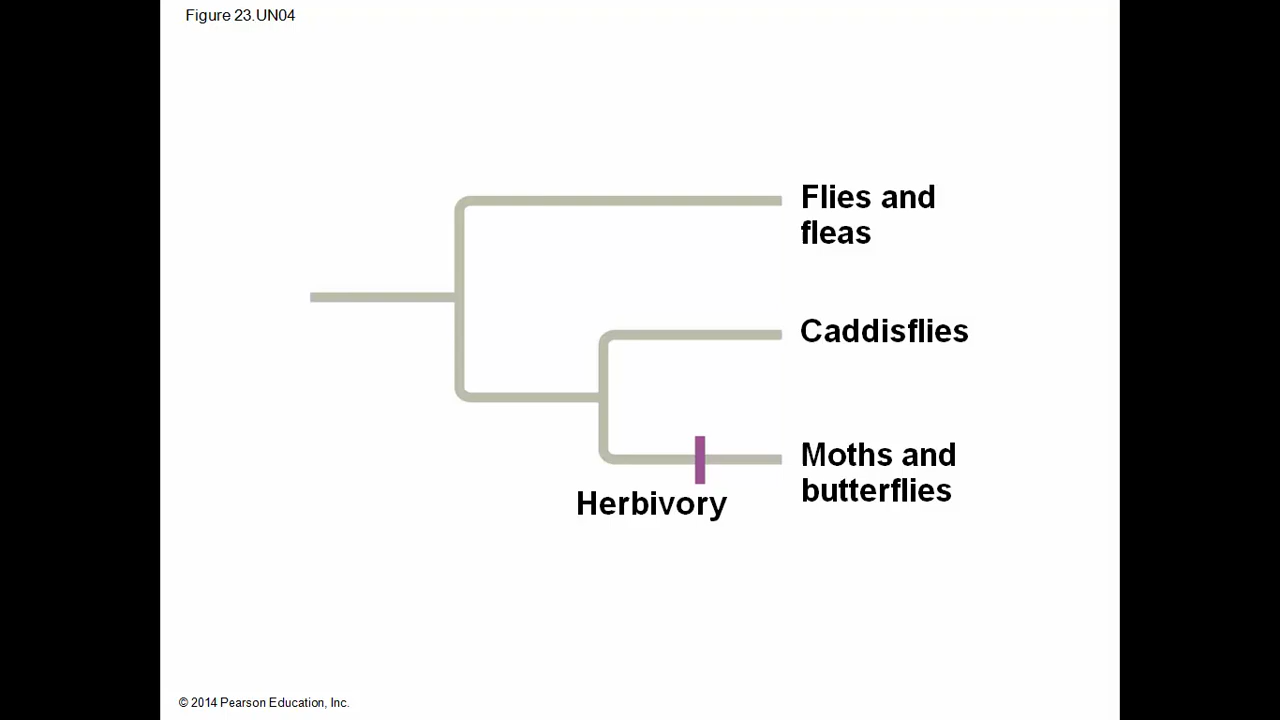 Figure 23.UN04
Flies and
fleas
Caddisflies
Moths and
butterflies
Herbivory
© 2014 Pearson Education, Inc.